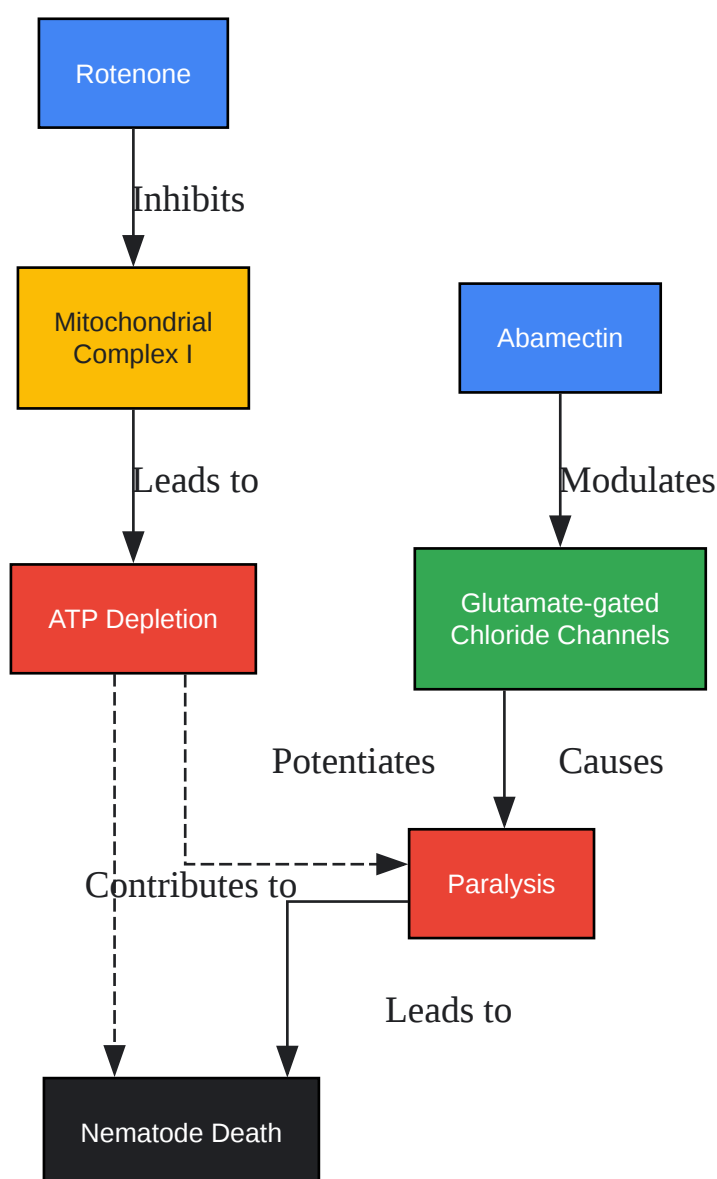 Rotenone
Inhibits
Mitochondrial
Complex I
Abamectin
Leads to
Modulates
ATP Depletion
Glutamate-gated
Chloride Channels
Potentiates
Causes
Contributes to
Paralysis
Leads to
Nematode Death